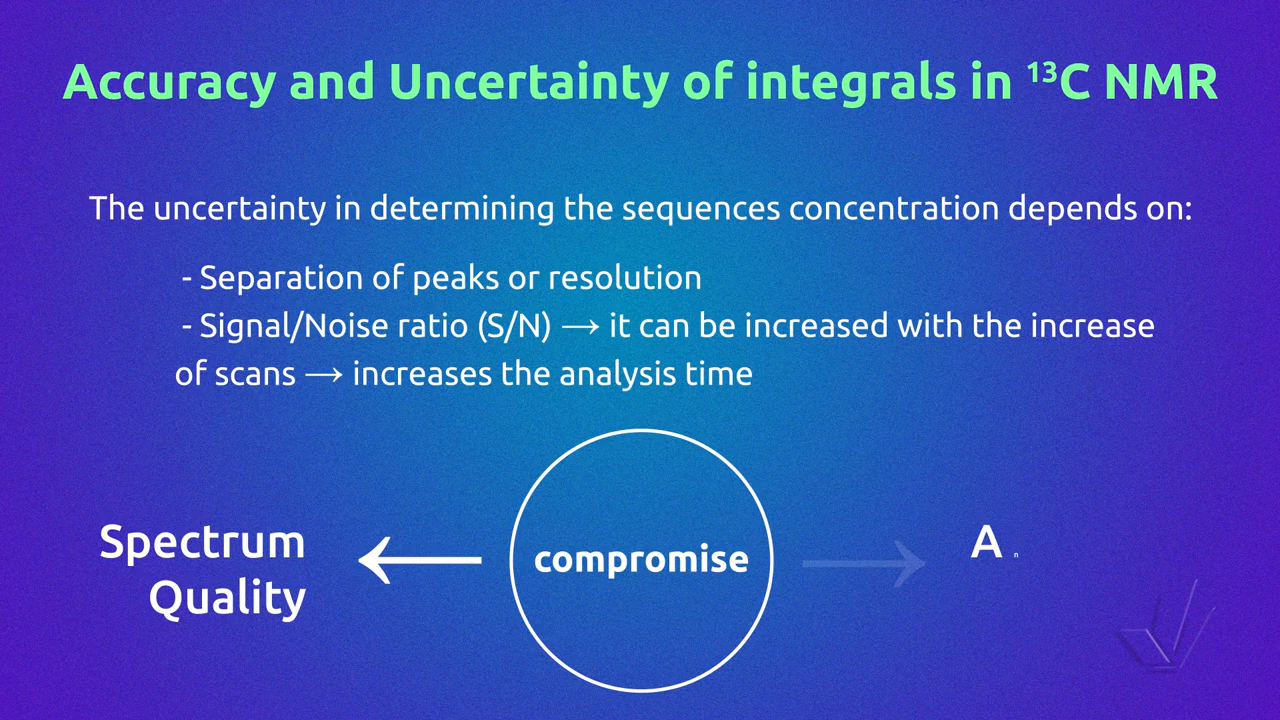 Accuracy and Uncertainty of integrals in ¹³C NMR
The uncertainty in determining the sequences concentration depends on:
- Separation of peaks or resolution
- Signal/Noise ratio (S/N) → it can be increased with the increase
of scans → increases the analysis time
Spectrum
Quality
compromise
A n